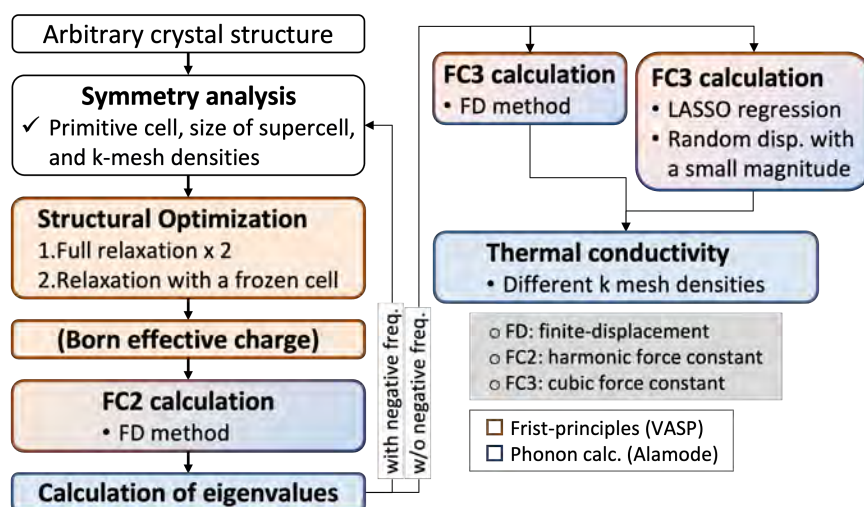 Arbitrary crystal structure
Symmetry analysis
✓ Primitive cell, size of supercell,
and k-mesh densities
Structural Optimization
1.Full relaxation x 2
2.Relaxation with a frozen cell
(Born effective charge)
FC2 calculation
• FD method
Calculation of eigenvalues
with negative freq.
w/o negative freq.
FC3 calculation
• FD method
FC3 calculation
• LASSO regression
• Random disp. with
a small magnitude
Thermal conductivity
• Different k mesh densities
o FD: finite-displacement
o FC2: harmonic force constant
o FC3: cubic force constant
Frist-principles (VASP)
Phonon calc. (Alamode)